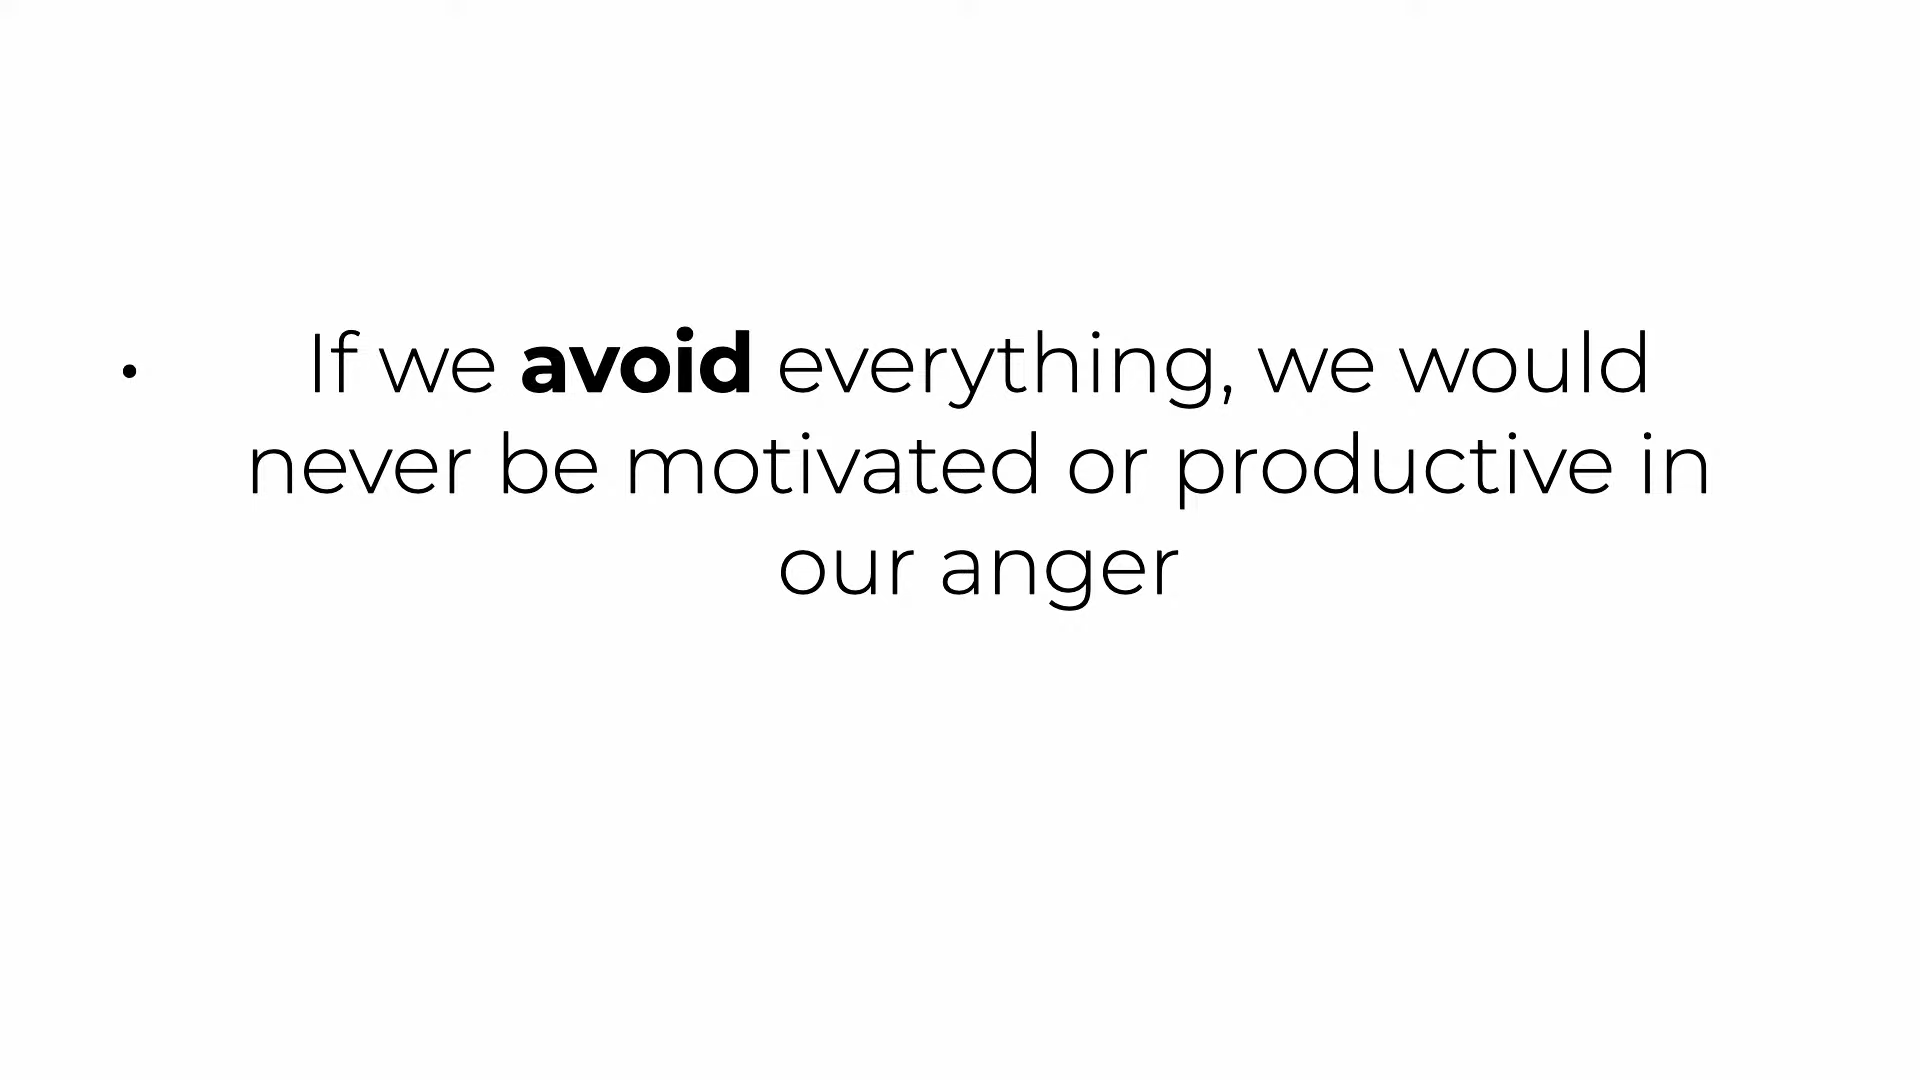 • If we avoid everything, we would
never be motivated or productive in
our anger